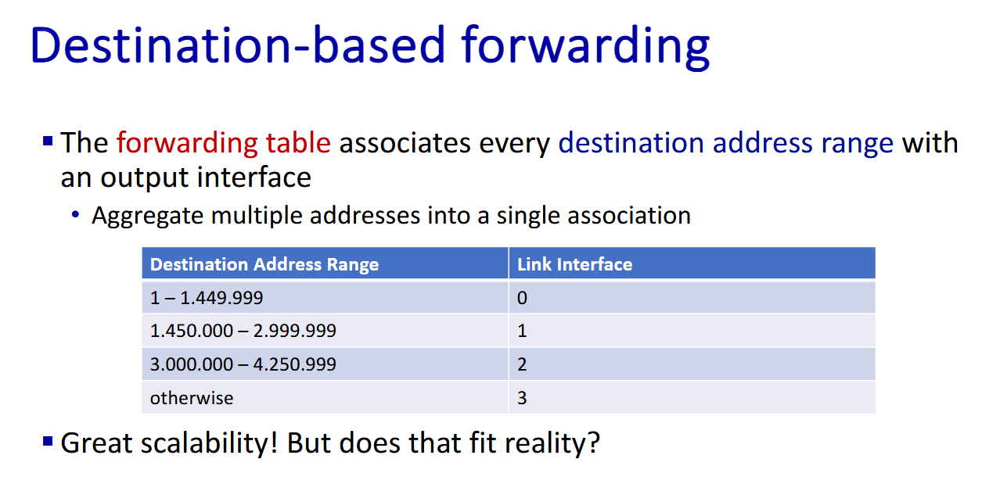 Destination-based forwarding
▪ The forwarding table associates every destination address range with
an output interface
• Aggregate multiple addresses into a single association
Destination Address Range Link Interface
1 – 1.449.999 0
1.450.000 – 2.999.999 1
3.000.000 – 4.250.999 2
otherwise 3
▪ Great scalability! But does that fit reality?